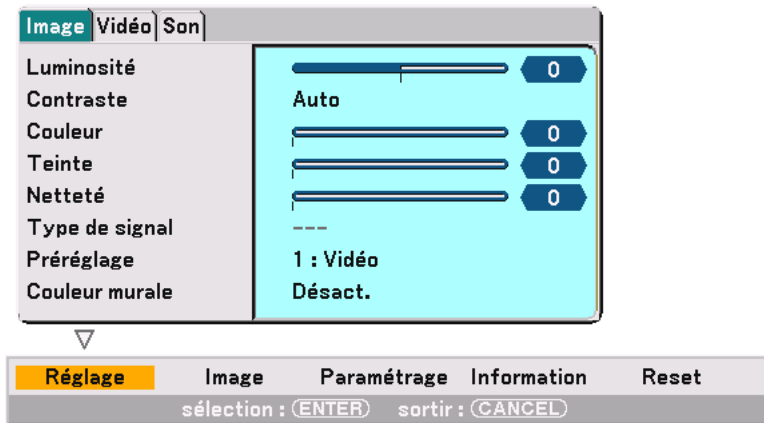 Image Vidéo Son
Luminosité 0
Contraste Auto
Couleur 0
Teinte 0
Netteté 0
Type de signal ---
Préréglage 1 : Vidéo
Couleur murale Désact.
Réglage Image Paramétrage Information Reset
sélection : ENTER sortir : CANCEL